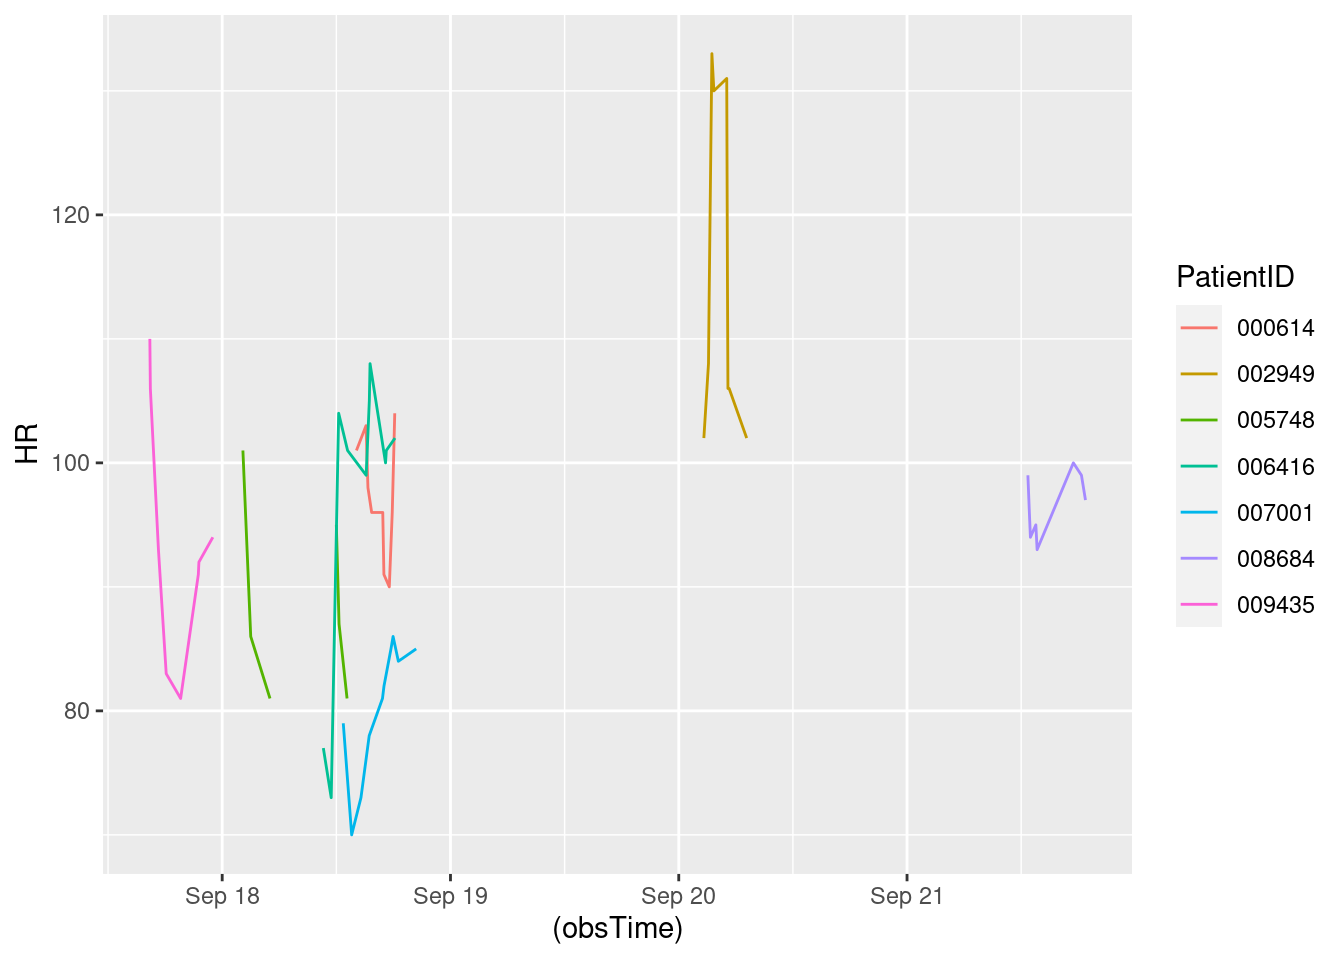 HR
120
100
80
Sep 18
Sep 19
Sep 20
Sep 21
(obsTime)
PatientID
000614
002949
005748
006416
007001
008684
009435